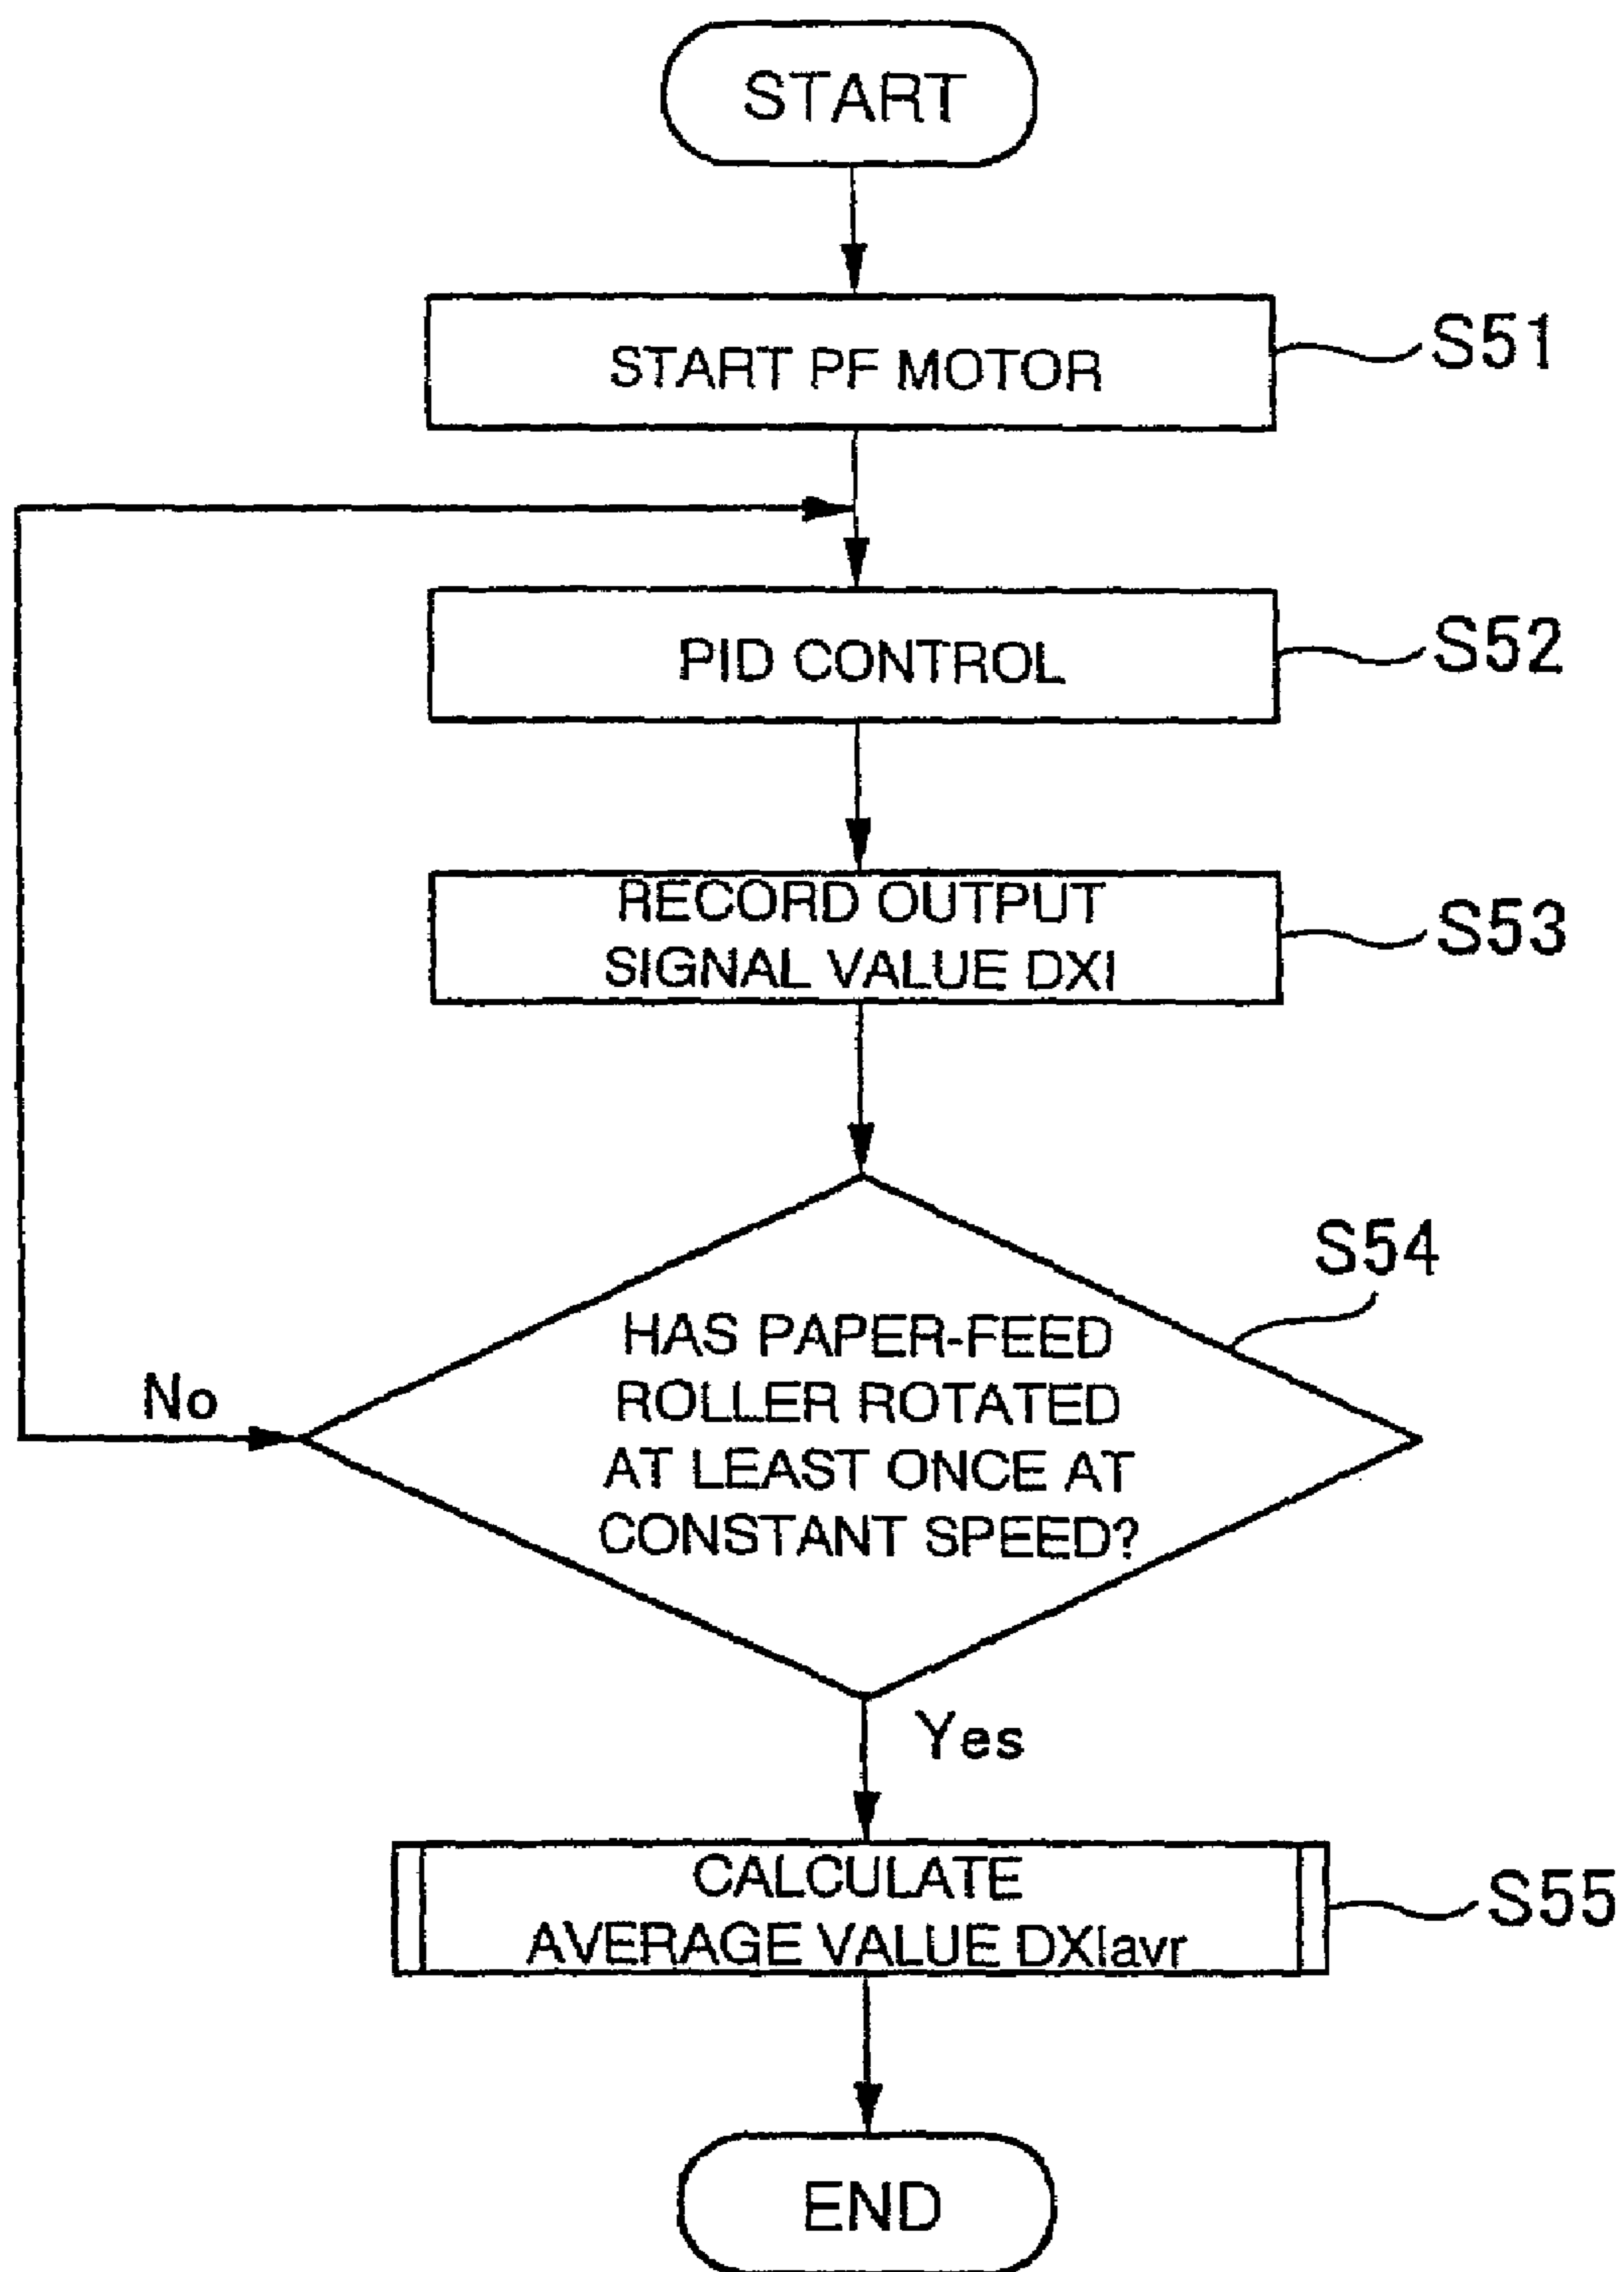 START
START PF MOTOR
S51
PID CONTROL
S52
RECORD OUTPUT
SIGNAL VALUE DXI
S53
S54
HAS PAPER-FEED
ROLLER ROTATED
AT LEAST ONCE AT
CONSTANT SPEED?
No
Yes
CALCULATE
AVERAGE VALUE DXIavr
S55
END